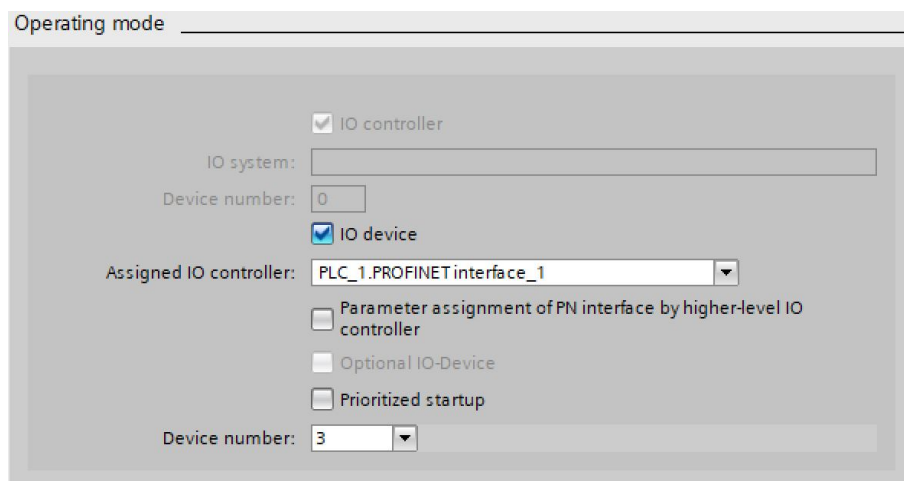 Operating mode
IO controller
IO system:
Device number: 0
IO device
Assigned IO controller: PLC_1.PROFINET interface_1
Parameter assignment of PN interface by higher-level IO
controller
Optional IO-Device
Prioritized startup
Device number: 3